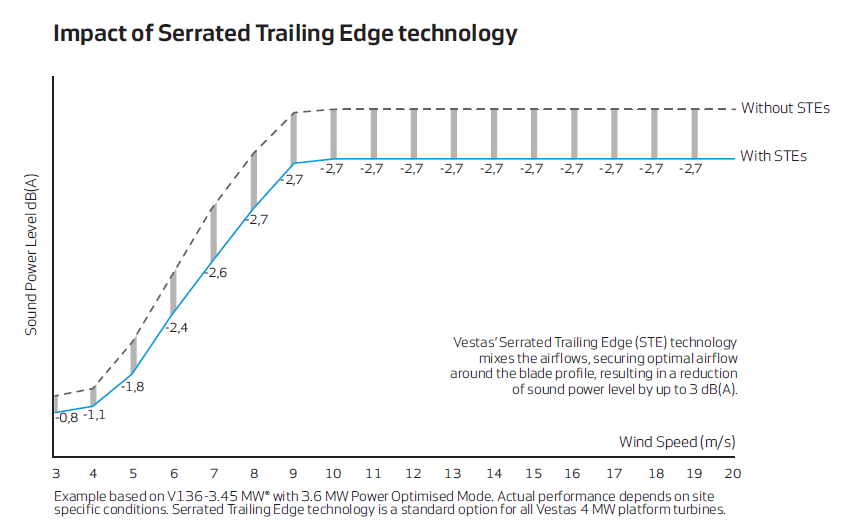 Impact of Serrated Trailing Edge technology
Sound Power Level dB(A)
Without STEs
With STEs
-0,8
-1,1
-1,8
-2,4
-2,6
-2,7
-2,7
-2,7
-2,7
-2,7
-2,7
-2,7
-2,7
-2,7
-2,7
-2,7
-2,7
Vestas' Serrated Trailing Edge (STE) technology
mixes the airflows, securing optimal airflow
around the blade profile, resulting in a reduction
of sound power level by up to 3 dB(A).
Wind Speed (m/s)
3 4 5 6 7 8 9 10 11 12 13 14 15 16 17 18 19 20
Example based on V136-3.45 MW® with 3.6 MW Power Optimised Mode. Actual performance depends on site
specific conditions. Serrated Trailing Edge technology is a standard option for all Vestas 4 MW platform turbines.